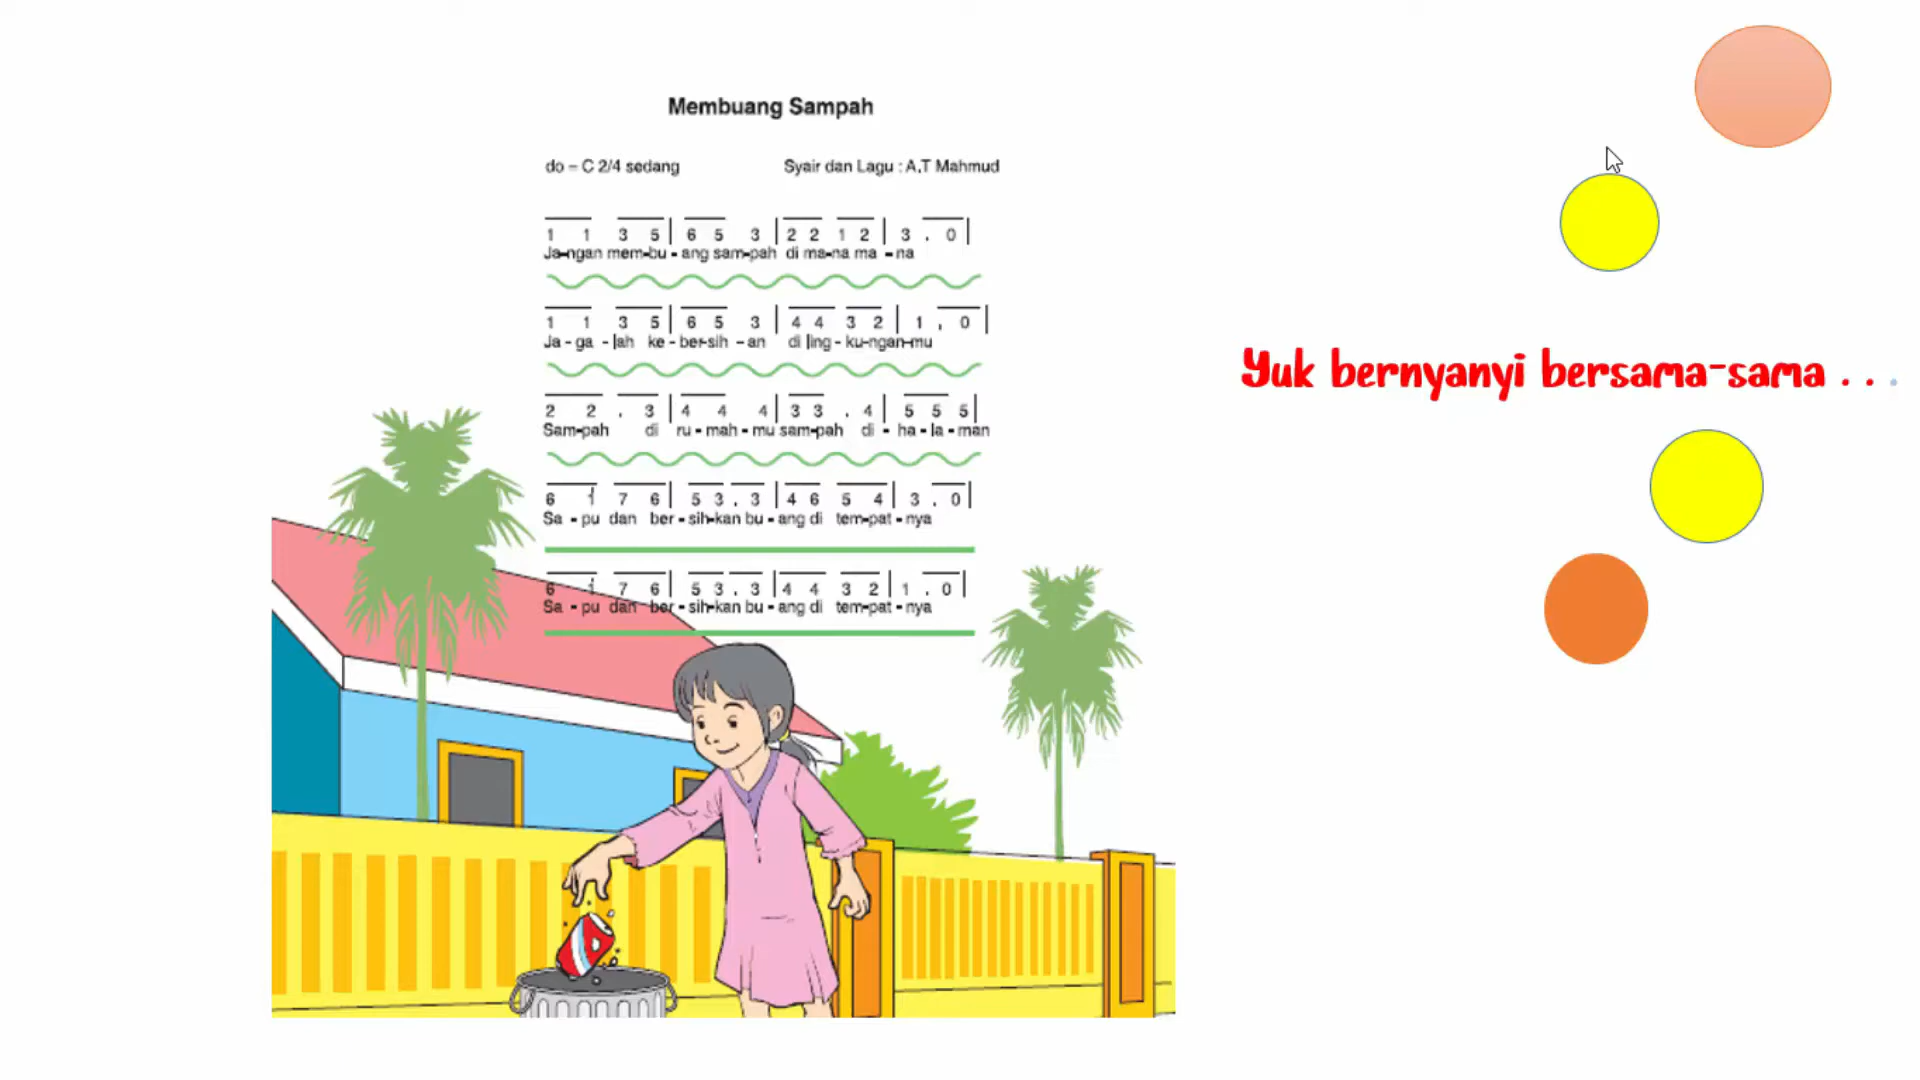 Membuang Sampah
do = C 2/4 sedang Syair dan Lagu : A.T Mahmud
1 1 3 5 | 6 5 3 | 2 2 1 2 | 3 . 0 |
Ja-ngan mem-bu - ang sam-pah di ma-na ma - na
1 1 3 5 | 6 5 3 | 4 4 3 2 | 1 . 0 |
Ja - ga - lah ke - ber-sih - an di ling - ku-ngan-mu
2 2 . 3 | 4 4 4 | 3 3 . 4 | 5 5 5 |
Sam-pah di ru - mah - mu sam-pah di - ha - la - man
6 1 7 6 | 5 3 . 3 | 4 6 5 4 | 3 . 0 |
Sa - pu dan ber - sih-kan bu - ang di tem-pat - nya
6 1 7 6 | 5 3 . 3 | 4 4 3 2 | 1 . 0 |
Sa - pu dan ber - sih-kan bu - ang di tem-pat - nya
Yuk bernyanyi bersama-sama . . .